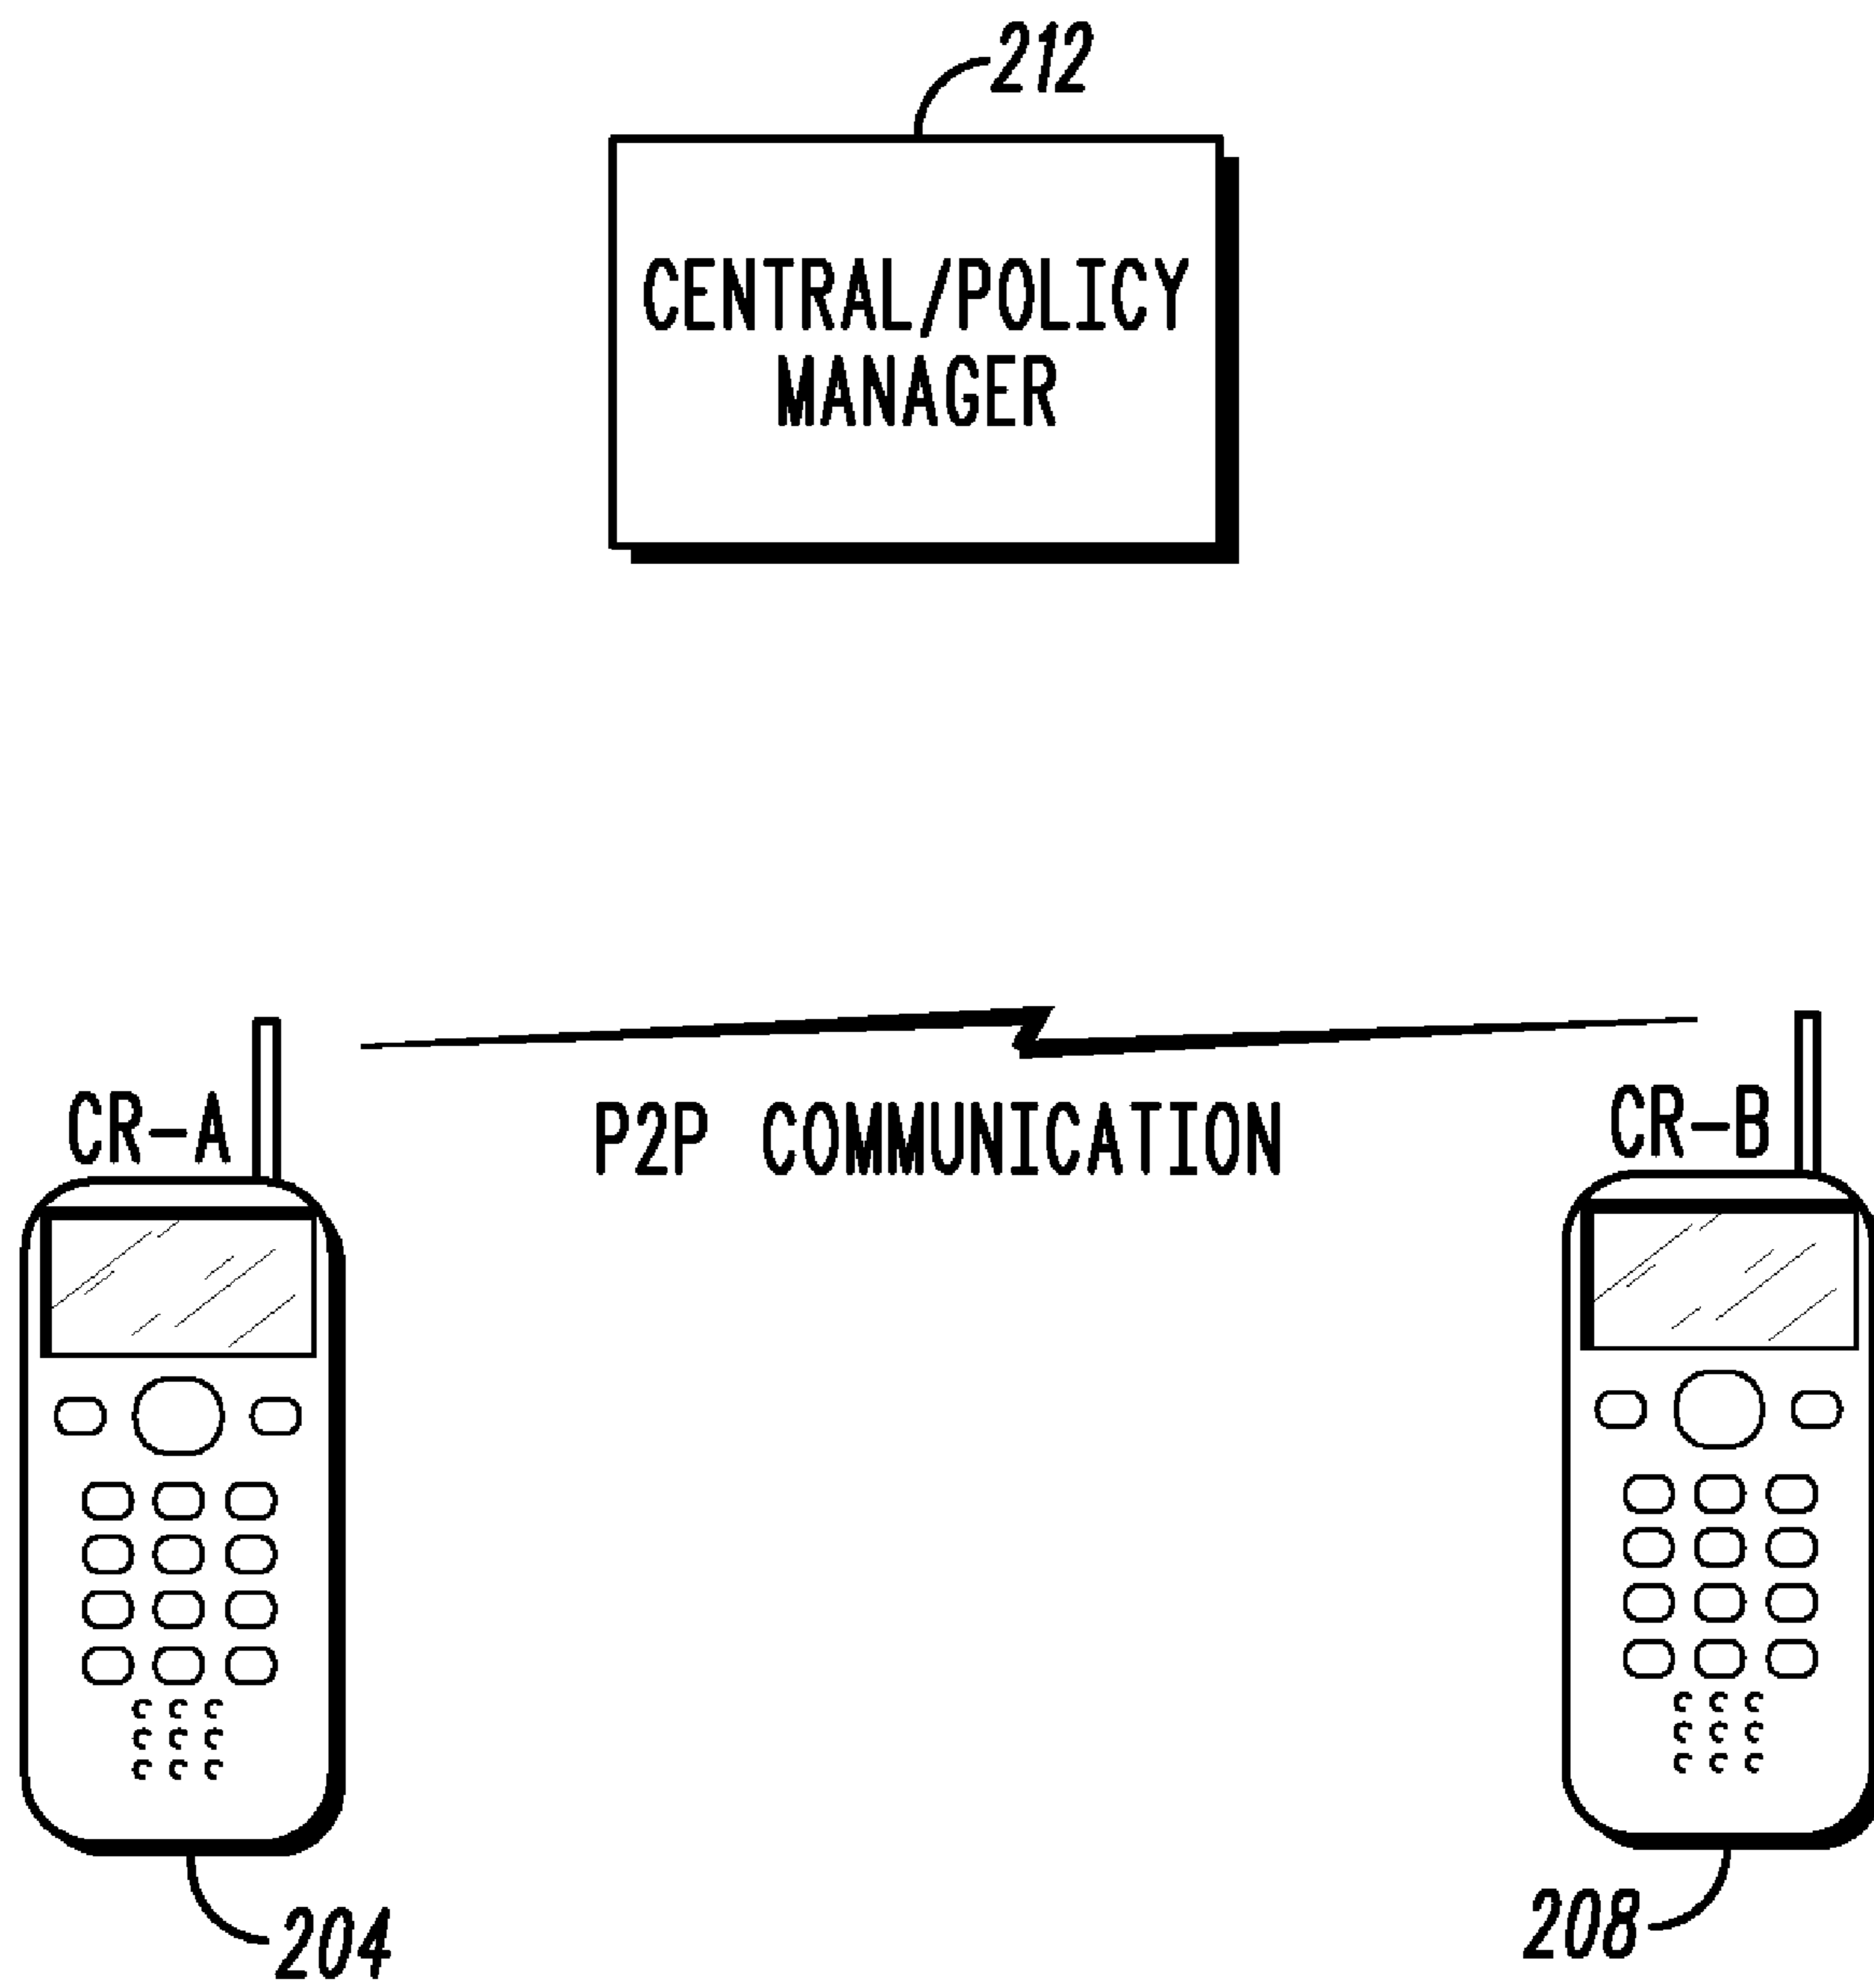 212
CENTRAL/POLICY
MANAGER
CR-A
P2P COMMUNICATION
CR-B
204
208